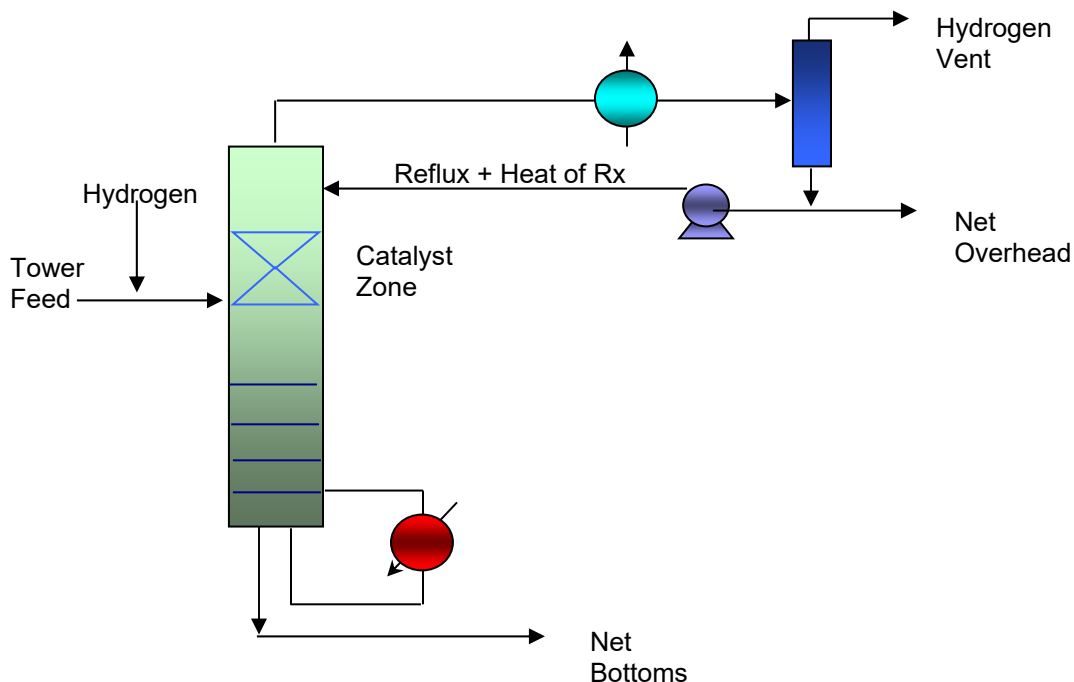 Hydrogen
Vent
Reflux + Heat of Rx
Hydrogen
Net
Overhead
Catalyst
Zone
Tower
Feed
Net
Bottoms